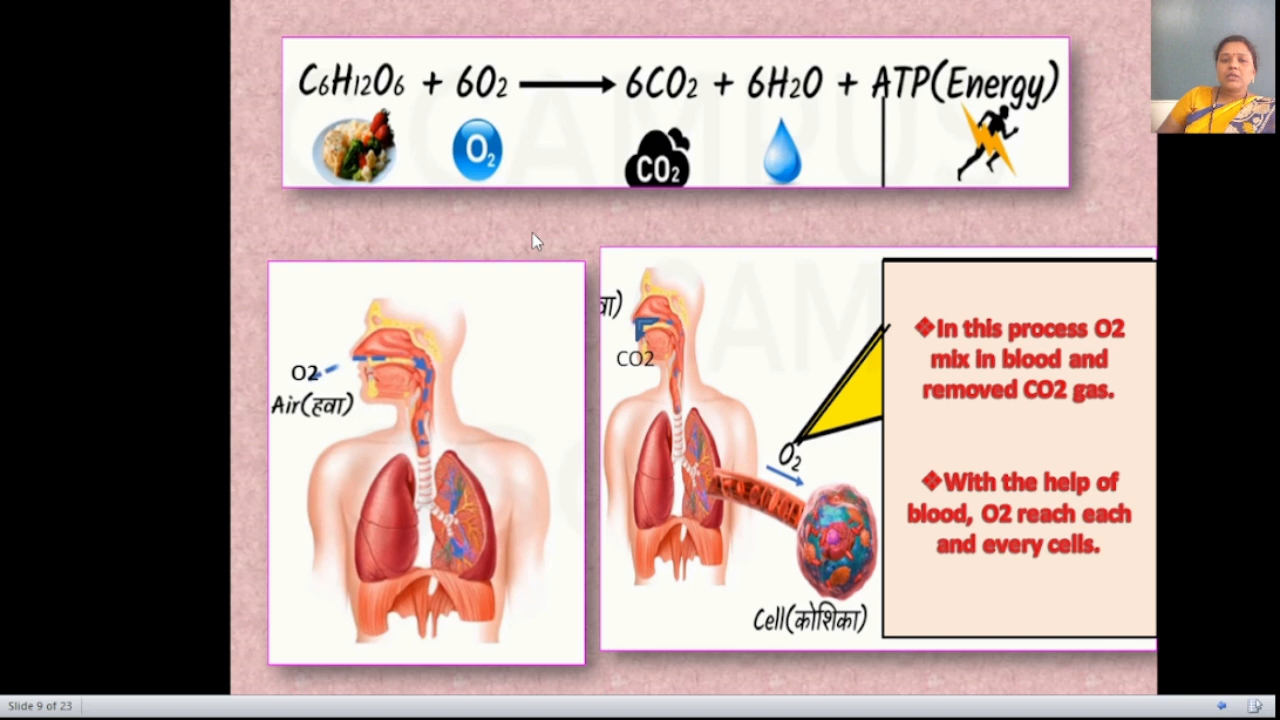 C6H12O6 + 6O2 → 6CO2 + 6H2O + ATP(Energy)
O2
CO2
O2
Air(हवा)
वा)
CO2
O2
Cell(कोशिका)
❖In this process O2
mix in blood and
removed CO2 gas.
❖With the help of
blood, O2 reach each
and every cells.
Slide 9 of 23